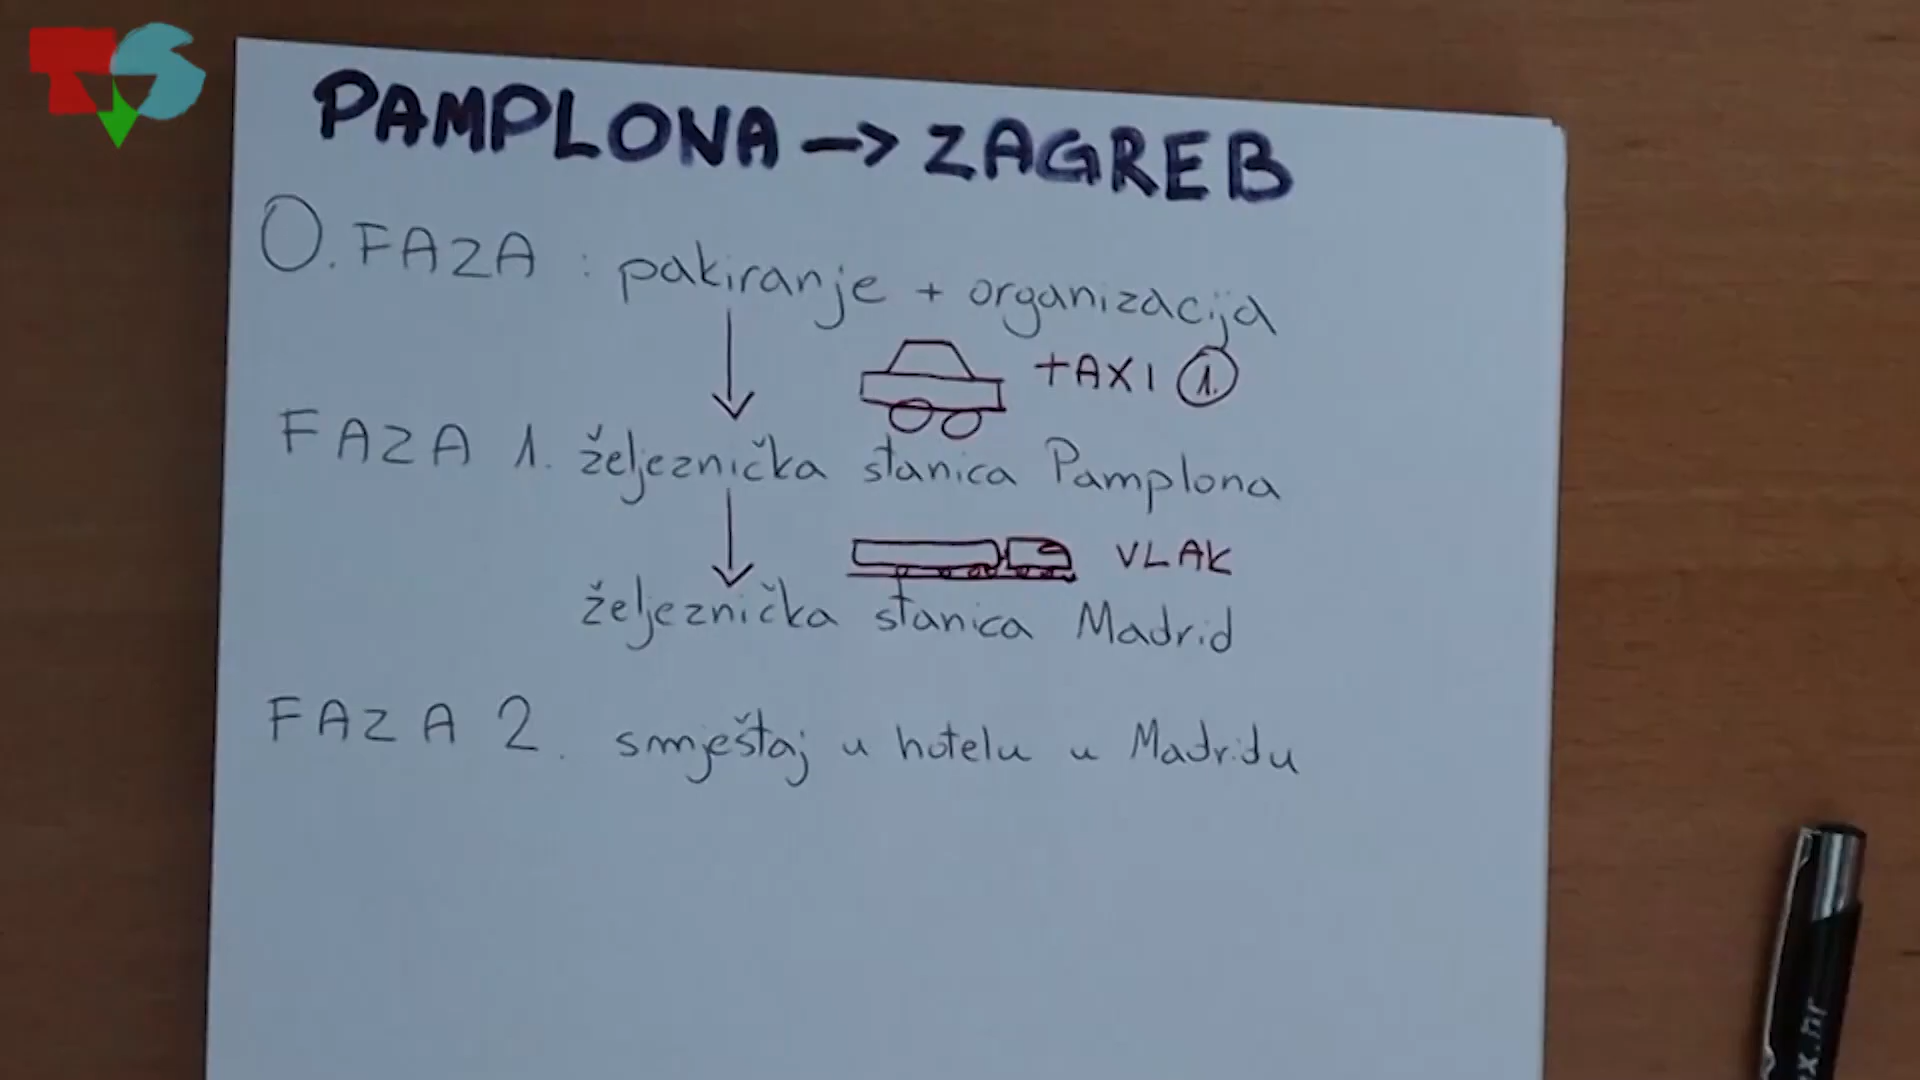 TS
PAMPLONA -> ZAGREB
0. FAZA : pakiranje + organizacija
TAXI 1.
FAZA 1. željeznička stanica Pamplona
VLAK
željeznička stanica Madrid
FAZA 2. smještaj u hotelu u Madridu